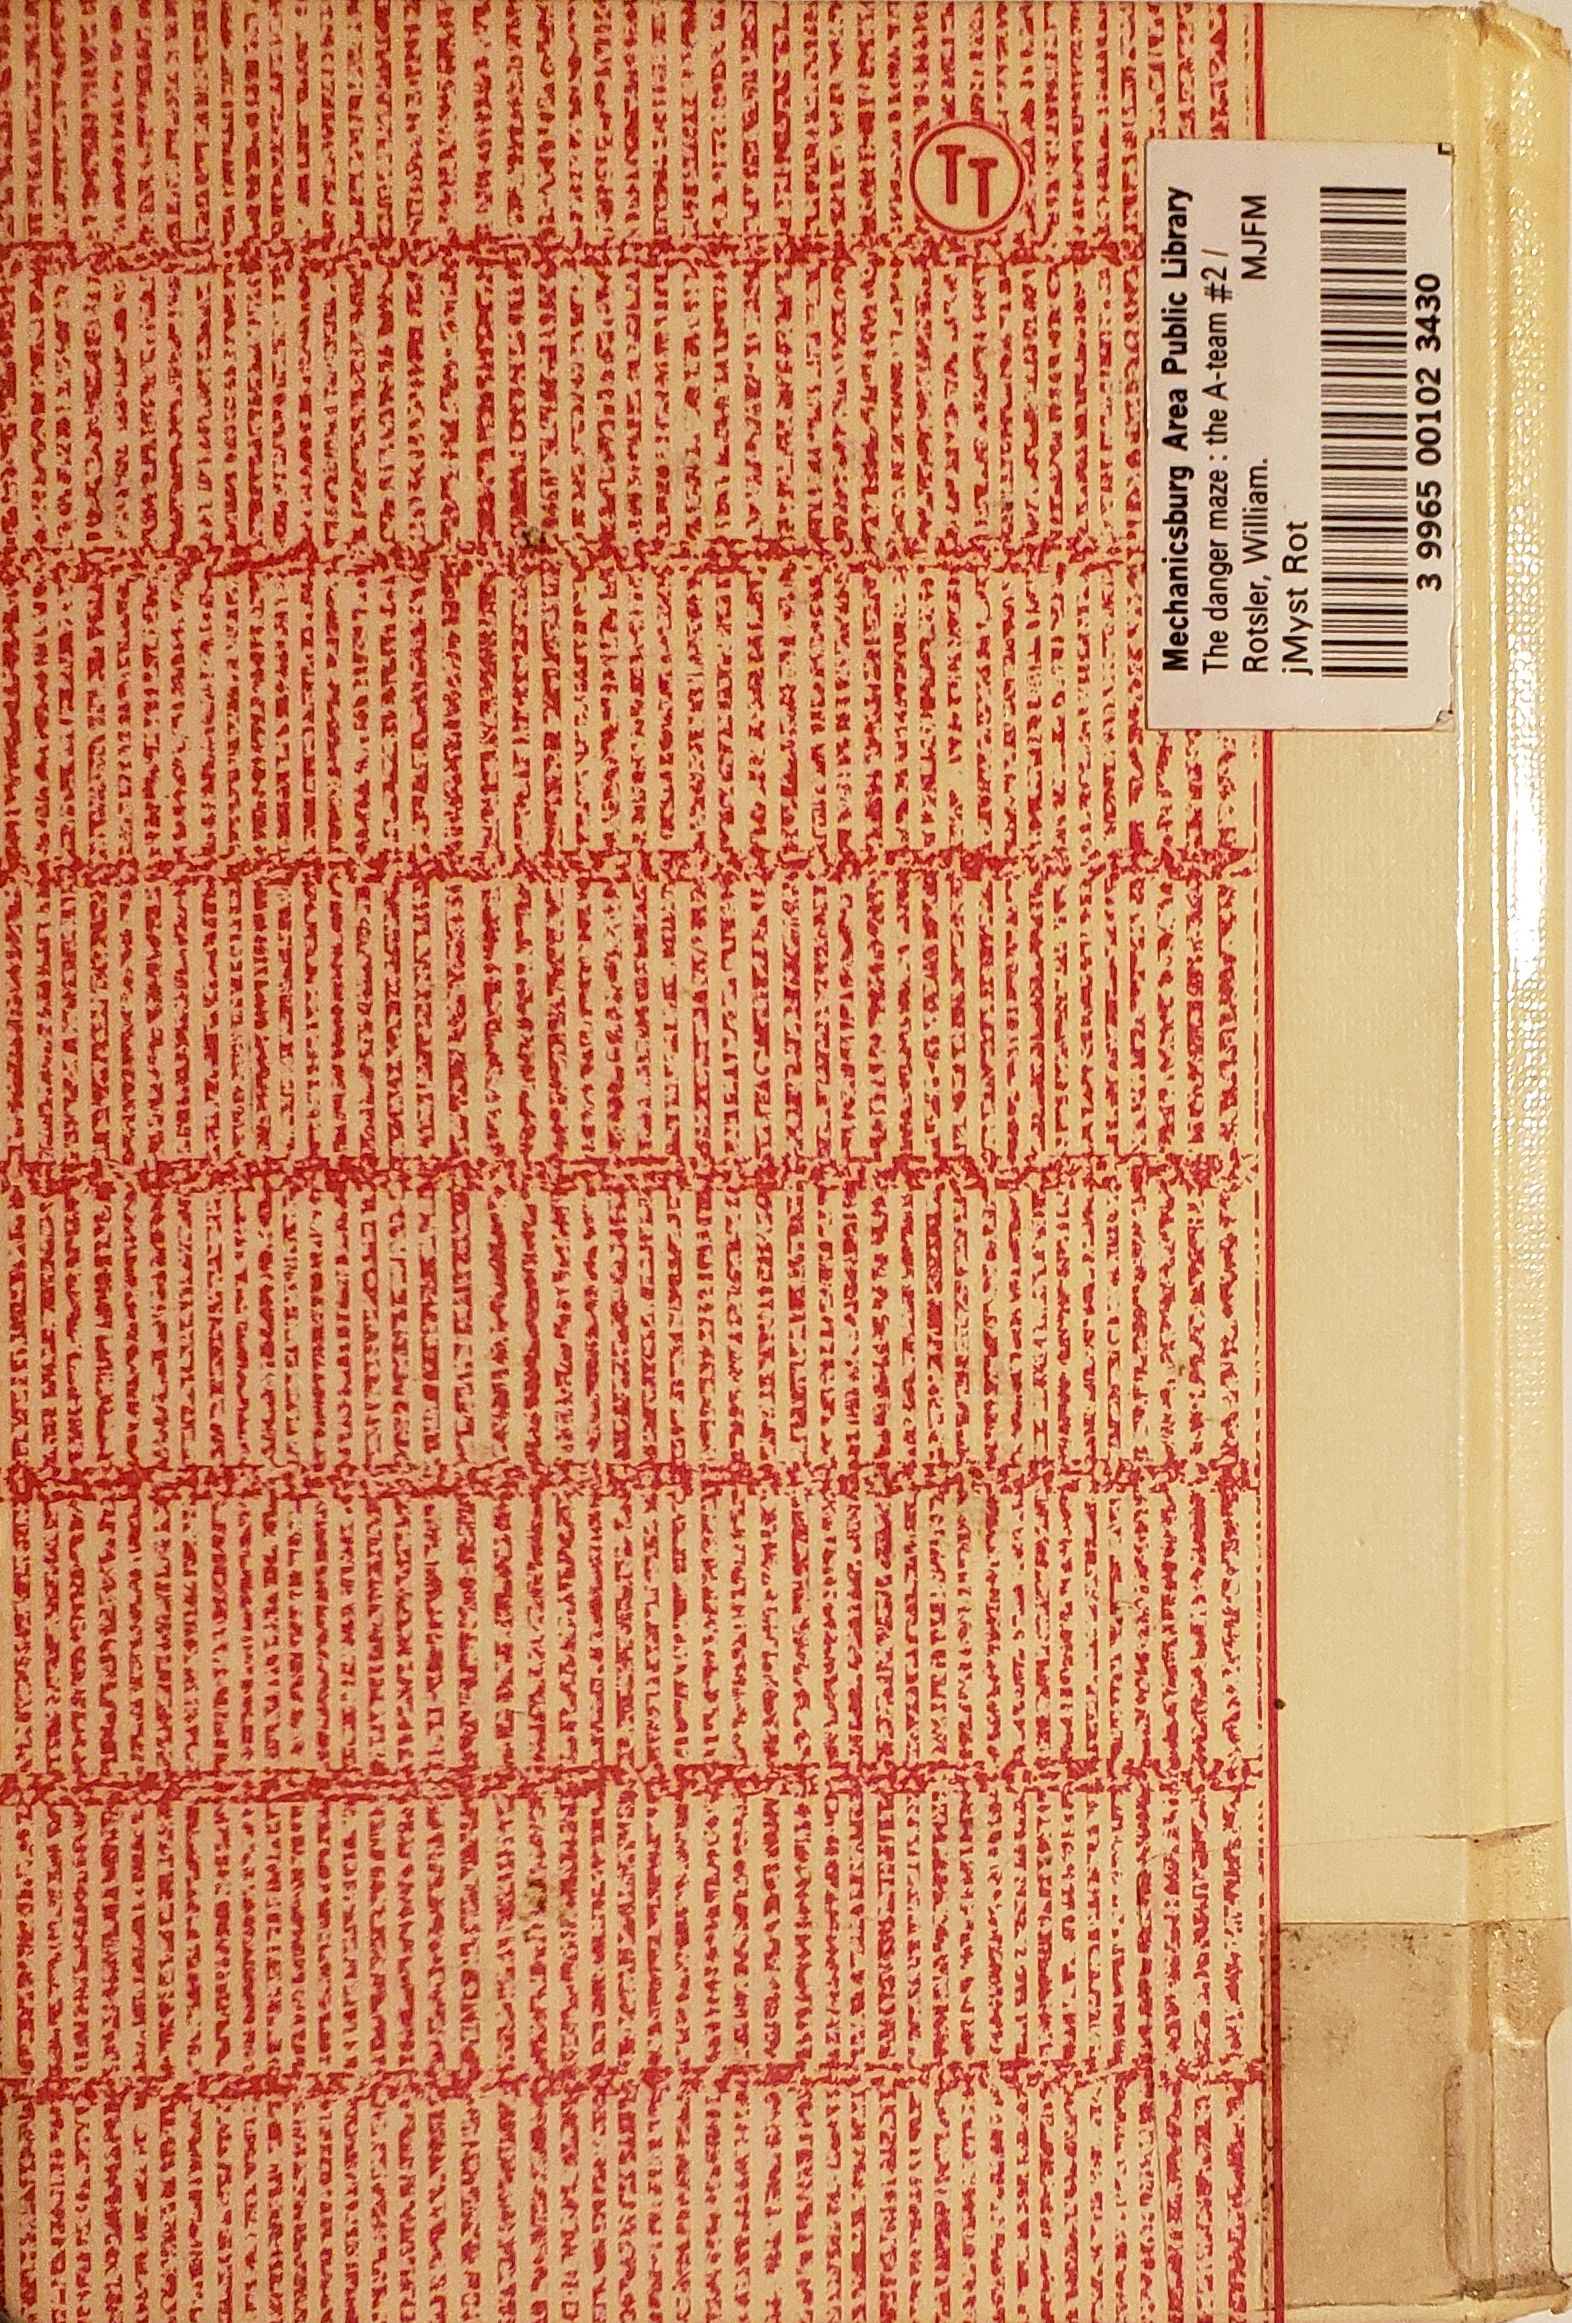 TT
Mechanicsburg Area Public Library
The danger maze : the A-team #2 /
Rotsler, William. MJFM
jMyst Rot
3 9965 00102 3430